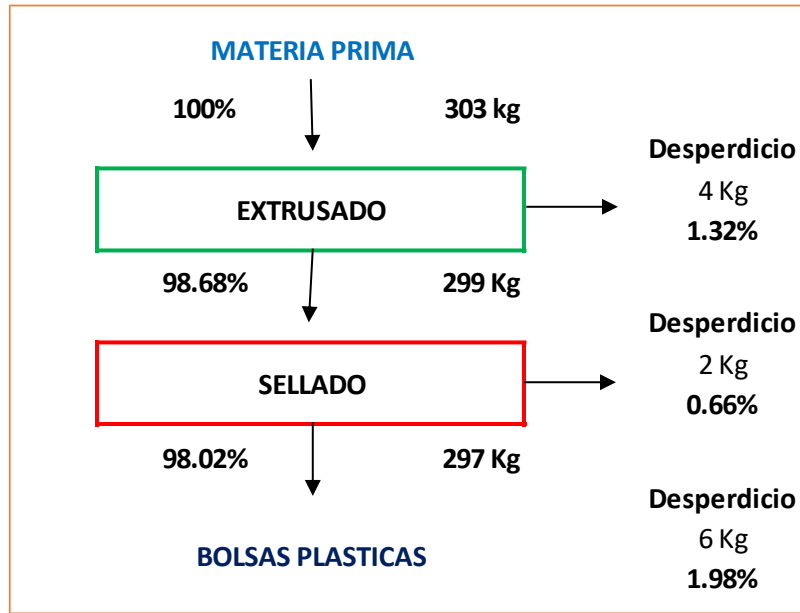 MATERIA PRIMA
100% 303 kg
Desperdicio
4 Kg
1.32%
EXTRUSADO
98.68% 299 Kg
Desperdicio
2 Kg
0.66%
SELLADO
98.02% 297 Kg
Desperdicio
6 Kg
1.98%
BOLSAS PLASTICAS